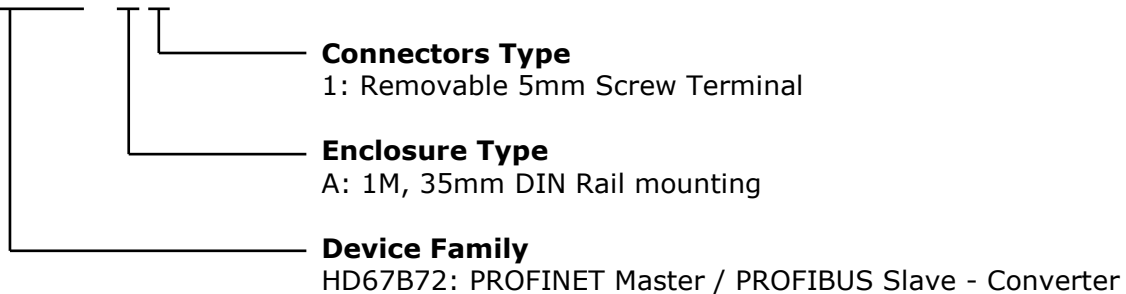 Connectors Type
1: Removable 5mm Screw Terminal
Enclosure Type
A: 1M, 35mm DIN Rail mounting
Device Family
HD67B72: PROFINET Master / PROFIBUS Slave - Converter